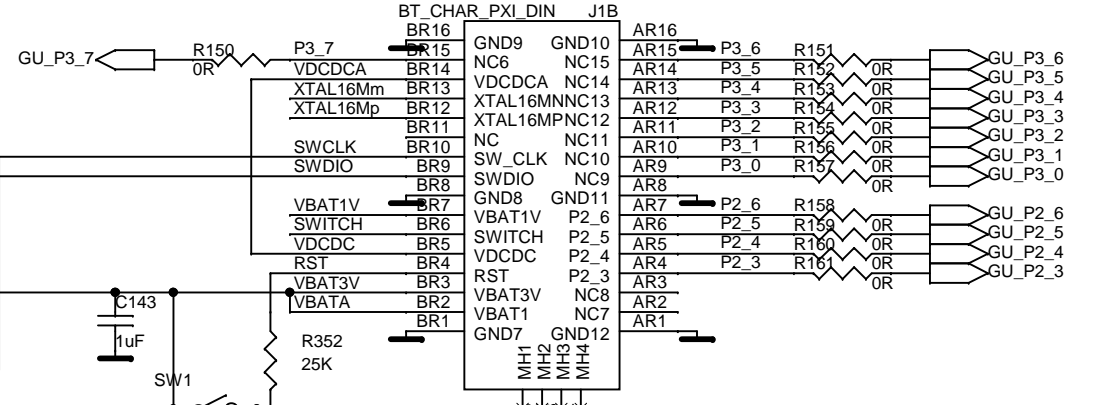 BT_CHAR_PXI_DIN J1B
BR16 AR16
GND9 GND10
GU_P3_7 R150 0R P3_7 BR15 NC6 NC15 AR15 P3_6 R151 0R GU_P3_6
VDCDCA BR14 VDCDCA NC14 AR14 P3_5 R152 0R GU_P3_5
XTAL16Mm BR13 XTAL16MN NC13 AR13 P3_4 R153 0R GU_P3_4
XTAL16Mp BR12 XTAL16MP NC12 AR12 P3_3 R154 0R GU_P3_3
BR11 NC NC11 AR11 P3_2 R155 0R GU_P3_2
SWCLK BR10 SW_CLK NC10 AR10 P3_1 R156 0R GU_P3_1
SWDIO BR9 SWDIO NC9 AR9 P3_0 R157 0R GU_P3_0
BR8 GND8 GND11 AR8
VBAT1V BR7 VBAT1V P2_6 AR7 P2_6 R158 0R GU_P2_6
SWITCH BR6 SWITCH P2_5 AR6 P2_5 R159 0R GU_P2_5
VDCDC BR5 VDCDC P2_4 AR5 P2_4 R160 0R GU_P2_4
RST BR4 RST P2_3 AR4 P2_3 R161 0R GU_P2_3
VBAT3V BR3 VBAT3V NC8 AR3
VBATA BR2 VBAT1 NC7 AR2
BR1 GND7 GND12 AR1
C143
1uF
R352
25K
MH1
MH2
MH3
MH4
SW1